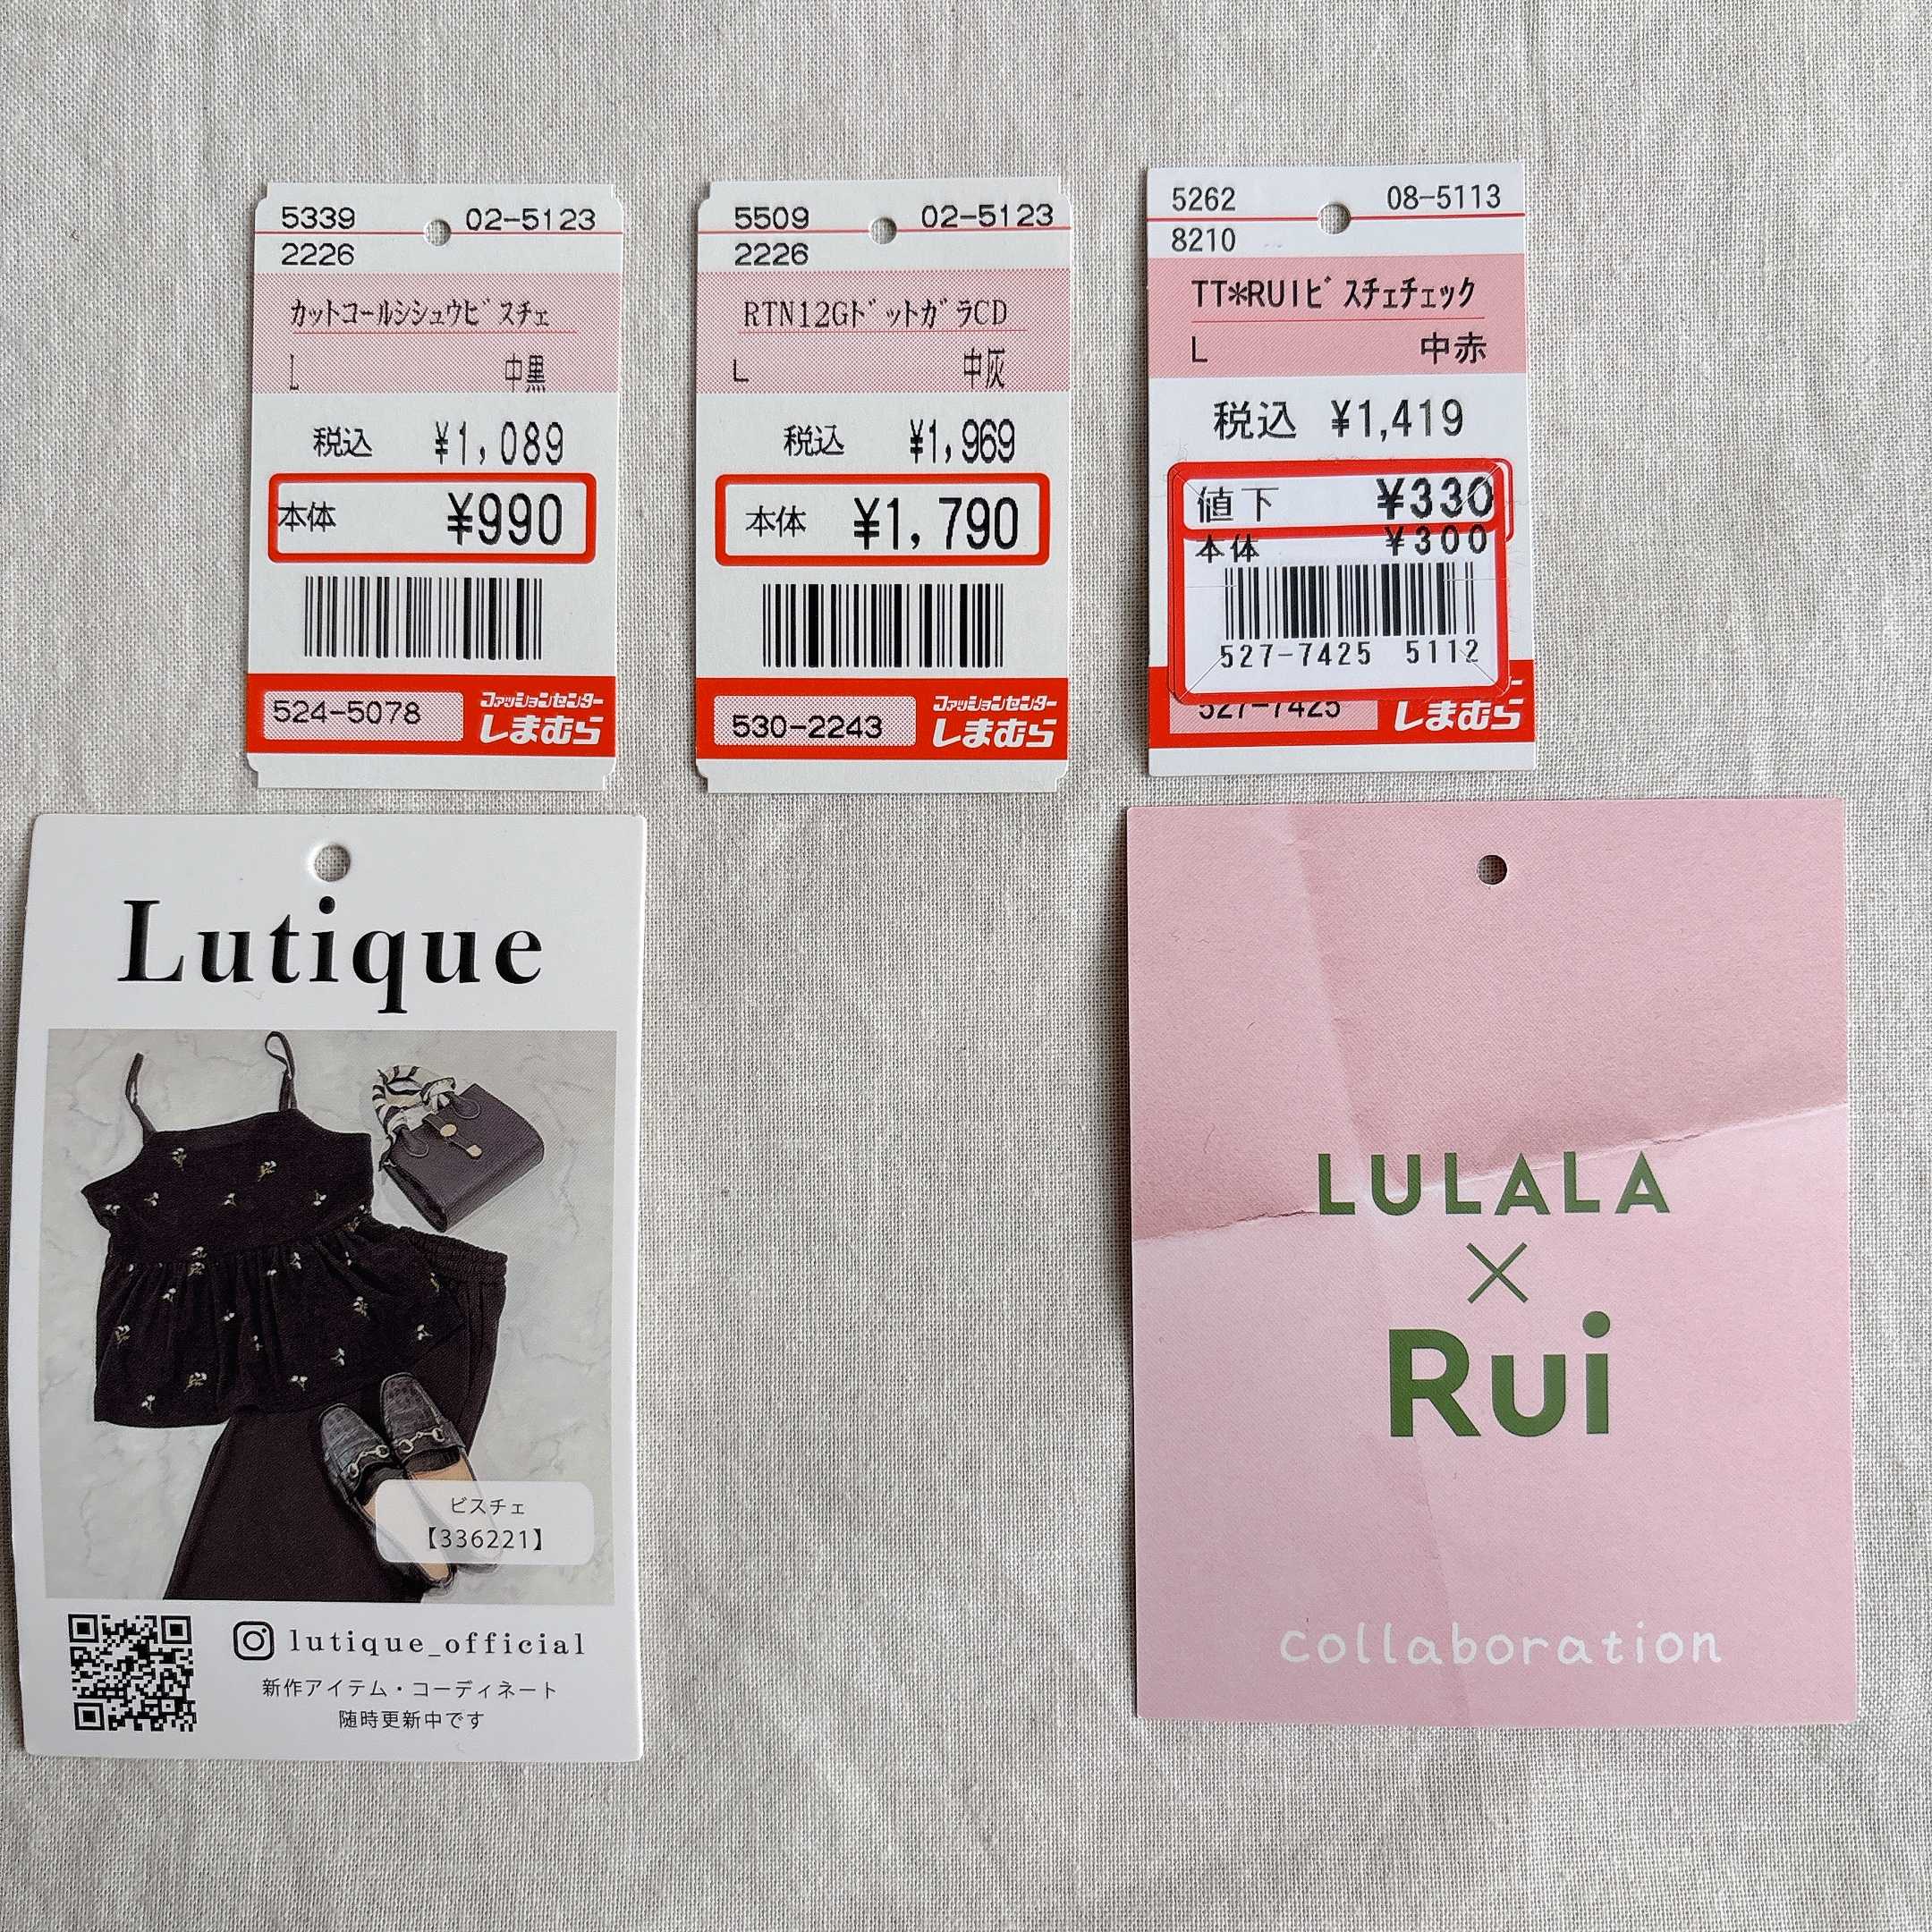 5339 02-5123
2226
カットコールシシュウビスチェ
L 中黒
税込 ¥1,089
本体 ¥990
524-5078
ファッションセンター
しまむら
5509 02-5123
2226
RTN12GドットガラCD
L 中灰
税込 ¥1,969
本体 ¥1,790
530-2243
ファッションセンター
しまむら
5262 08-5113
8210
TT*RUIビスチェチェック
L 中赤
税込 ¥1,419
値下 ¥330
本体 ¥300
527-7425 5112
527-7425
しまむら
Lutique
ビスチェ
【336221】
lutique_official
新作アイテム・コーディネート
随時更新中です
LULALA
×
Rui
collaboration